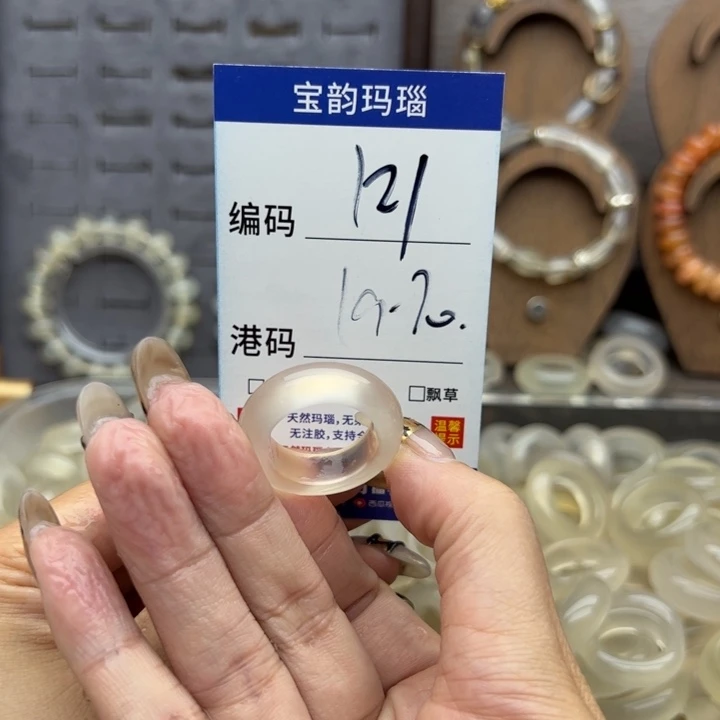 宝韵玛瑙
编码 121
港码 19.70.
□飘草
天然玛瑙,无
无注胶,支持
温馨
提示